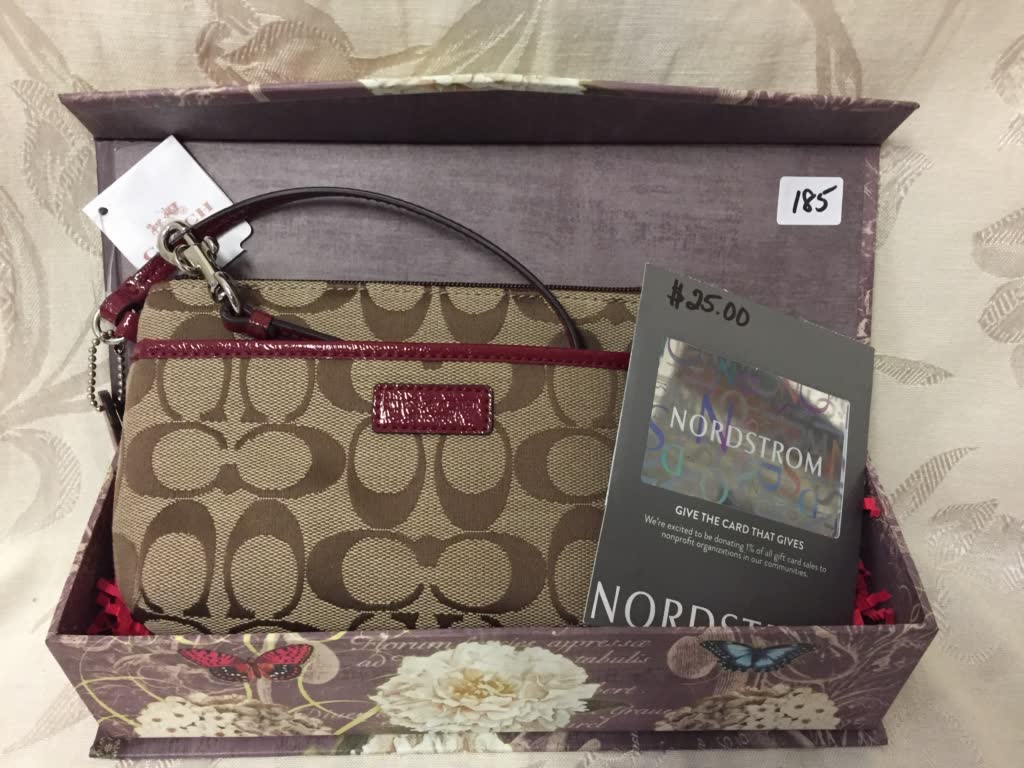 185
COACH
$25.00
NORDSTROM
GIVE THE CARD THAT GIVES
We're excited to be donating 1% of all gift card sales to
nonprofit organizations in our communities.
NORDST